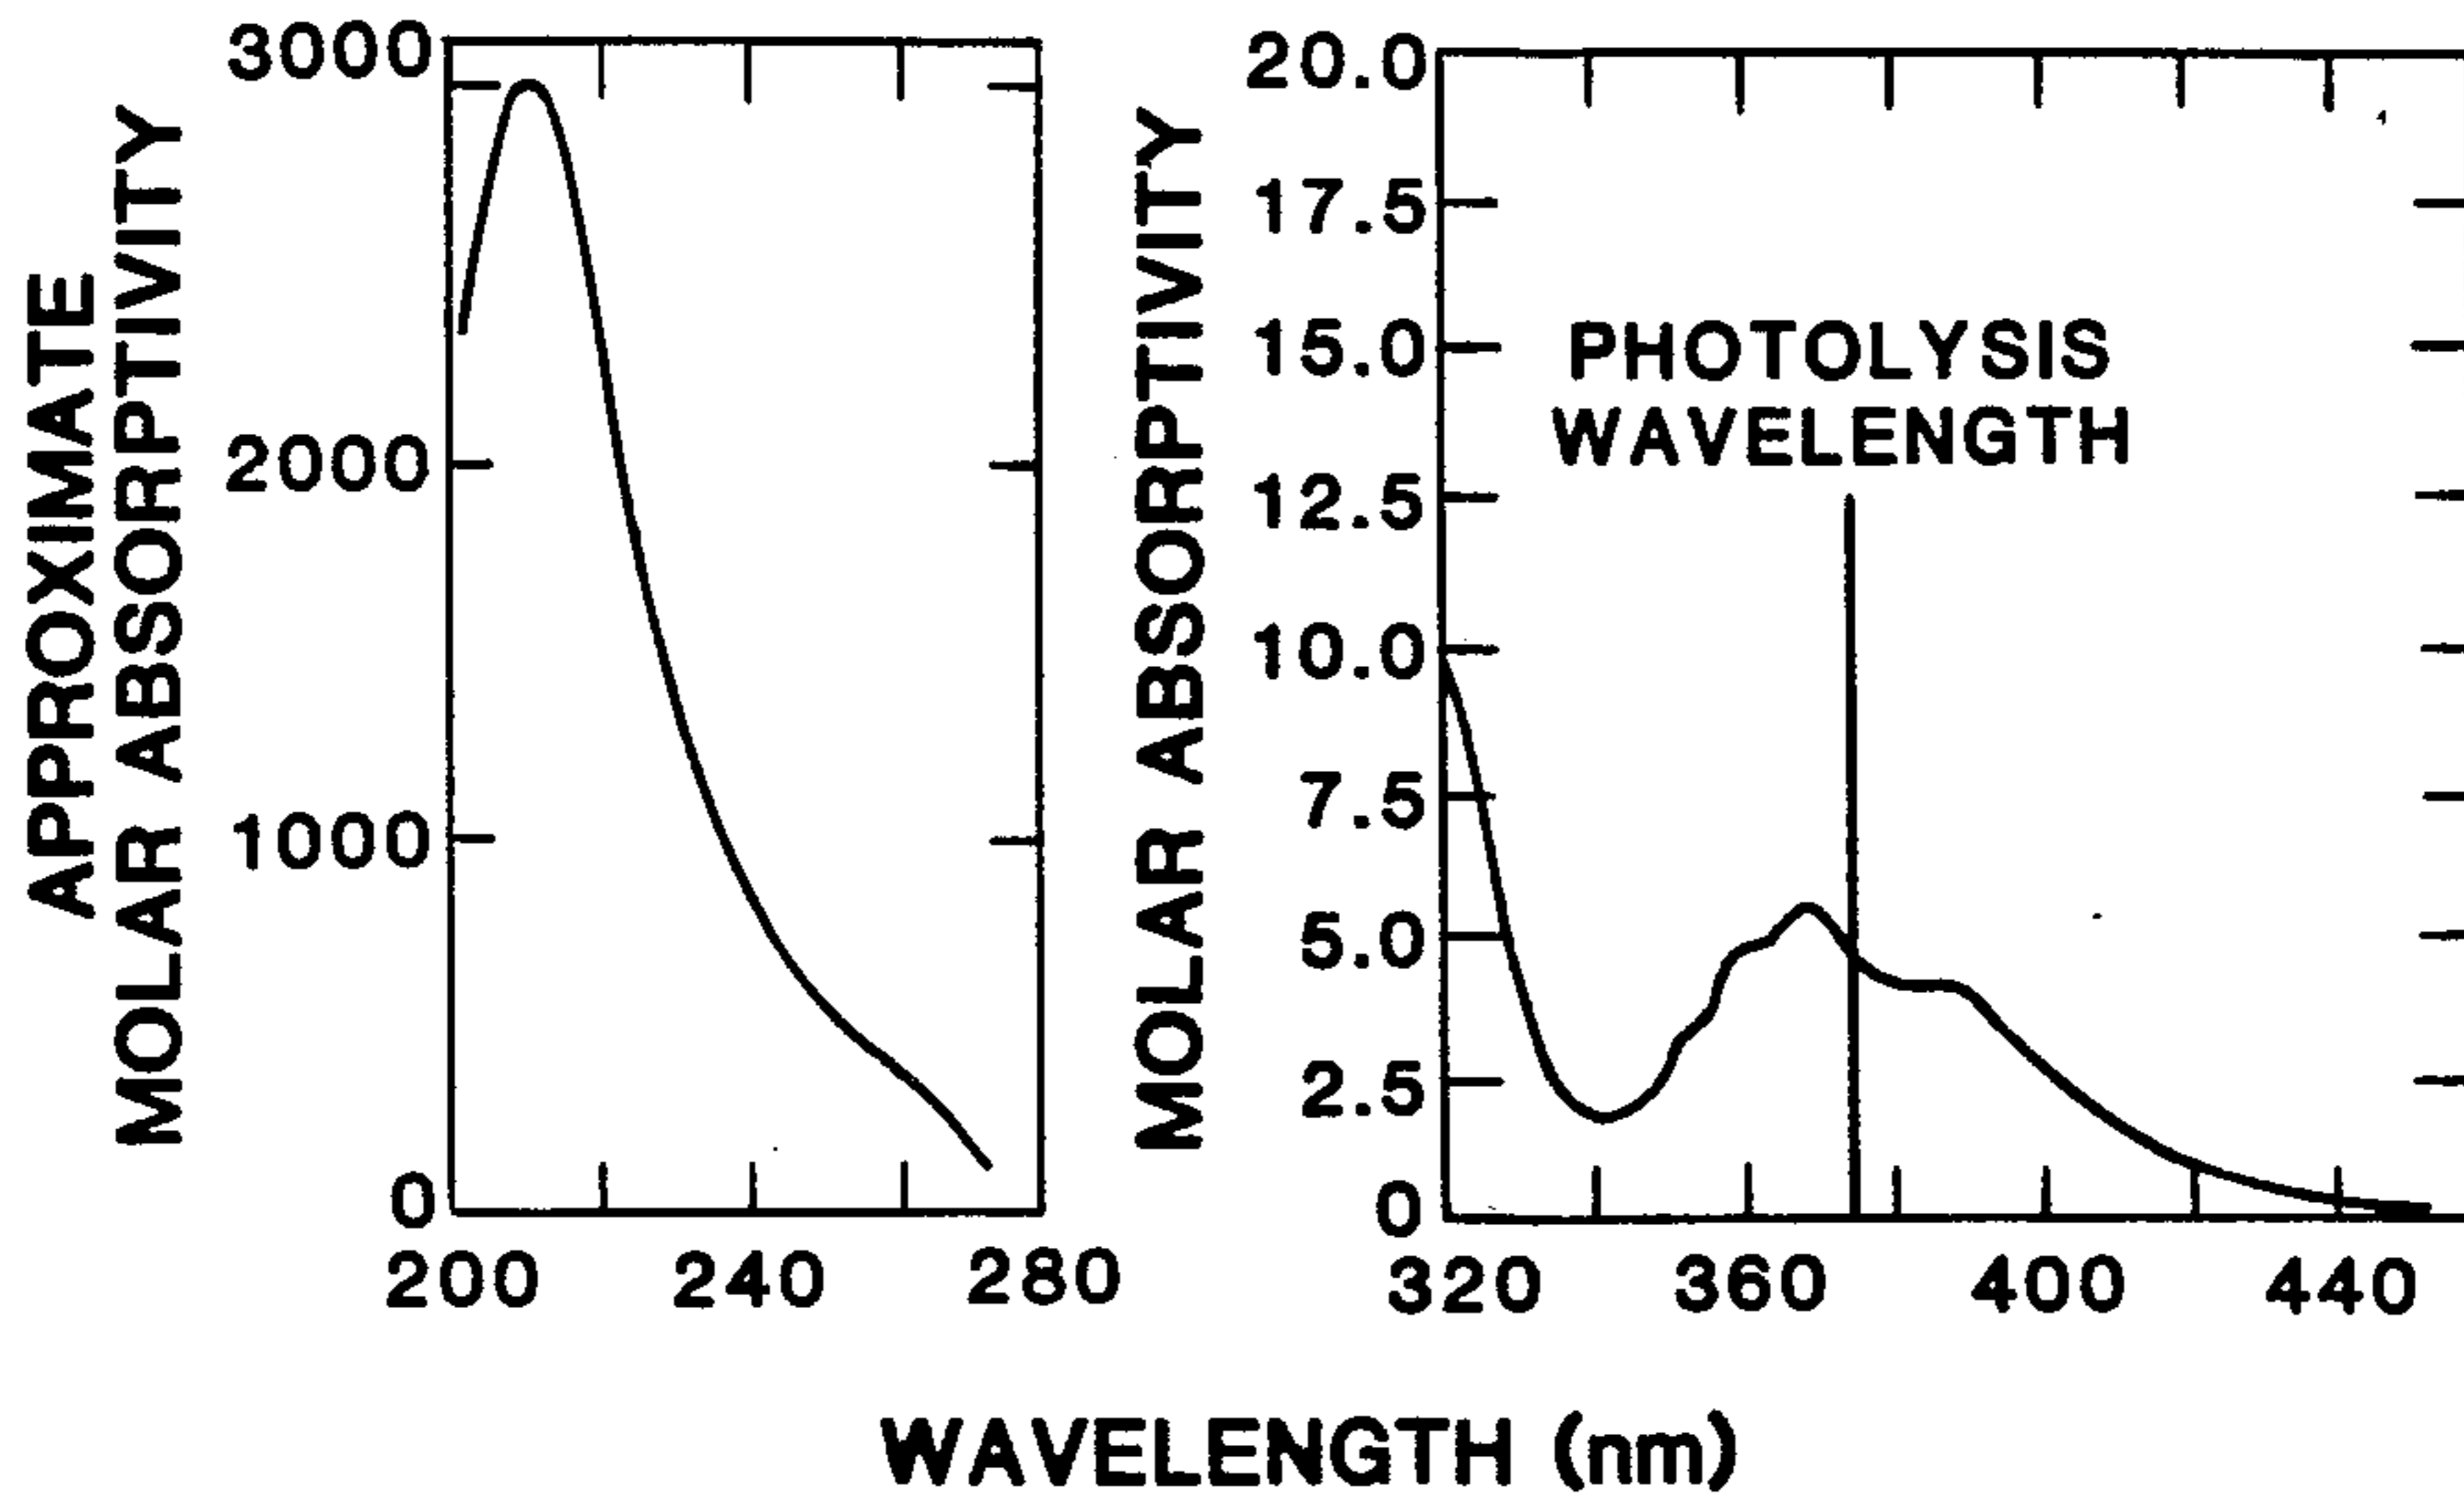 APPROXIMATE
MOLAR ABSORPTIVITY
3000
2000
1000
0
200 240 280
MOLAR ABSORPTIVITY
20.0
17.5
15.0
12.5
10.0
7.5
5.0
2.5
0
PHOTOLYSIS
WAVELENGTH
320 360 400 440
WAVELENGTH (nm)